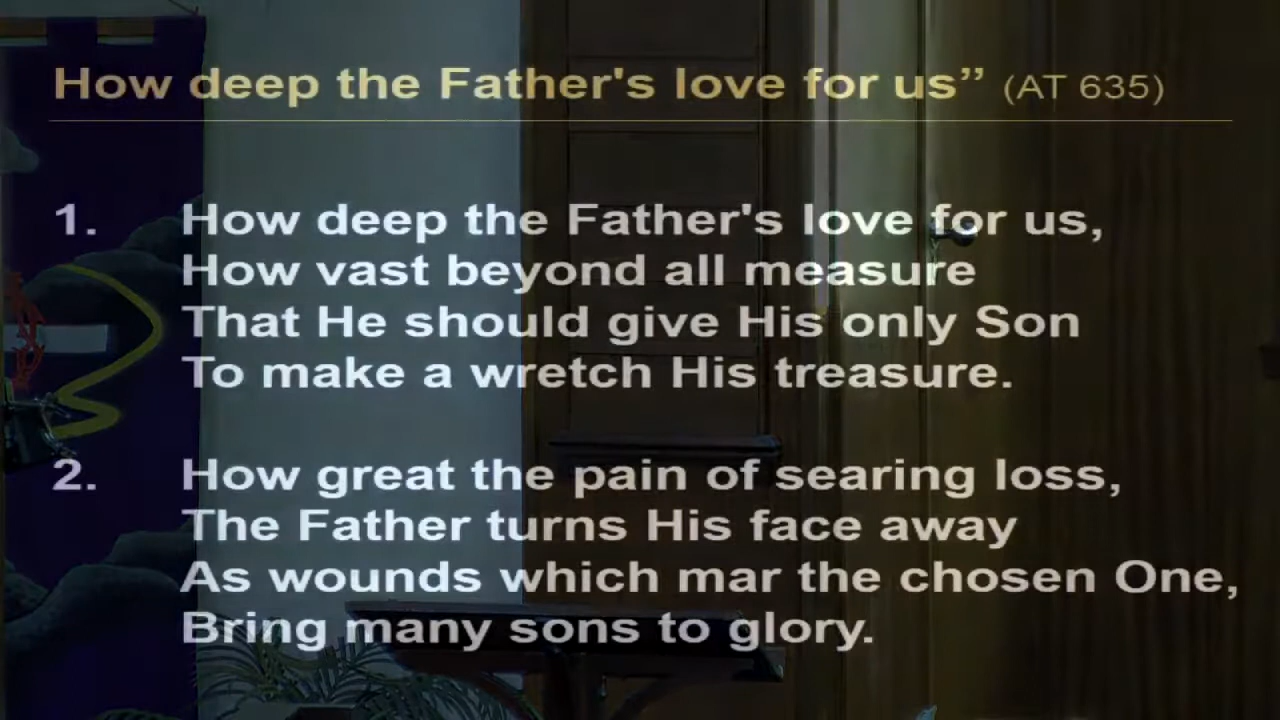 How deep the Father's love for us” (AT 635)
1. How deep the Father's love for us,
How vast beyond all measure
That He should give His only Son
To make a wretch His treasure.
2. How great the pain of searing loss,
The Father turns His face away
As wounds which mar the chosen One,
Bring many sons to glory.